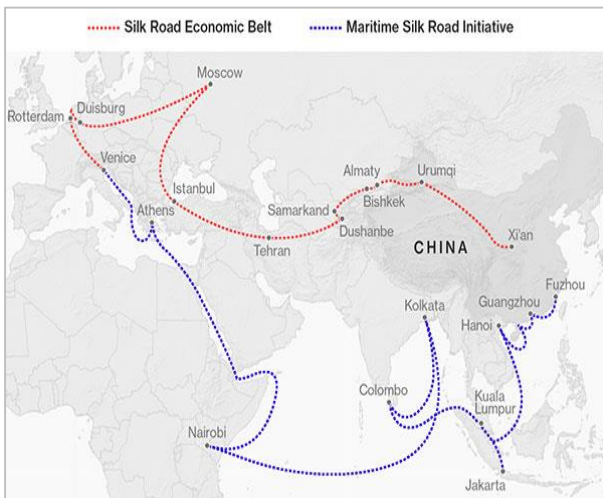 Silk Road Economic Belt
Maritime Silk Road Initiative
Moscow
Rotterdam
Duisburg
Venice
Istanbul
Athens
Tehran
Samarkand
Dushanbe
Almaty
Bishkek
Urumqi
Xi'an
CHINA
Fuzhou
Guangzhou
Hanoi
Kolkata
Colombo
Kuala
Lumpur
Nairobi
Jakarta